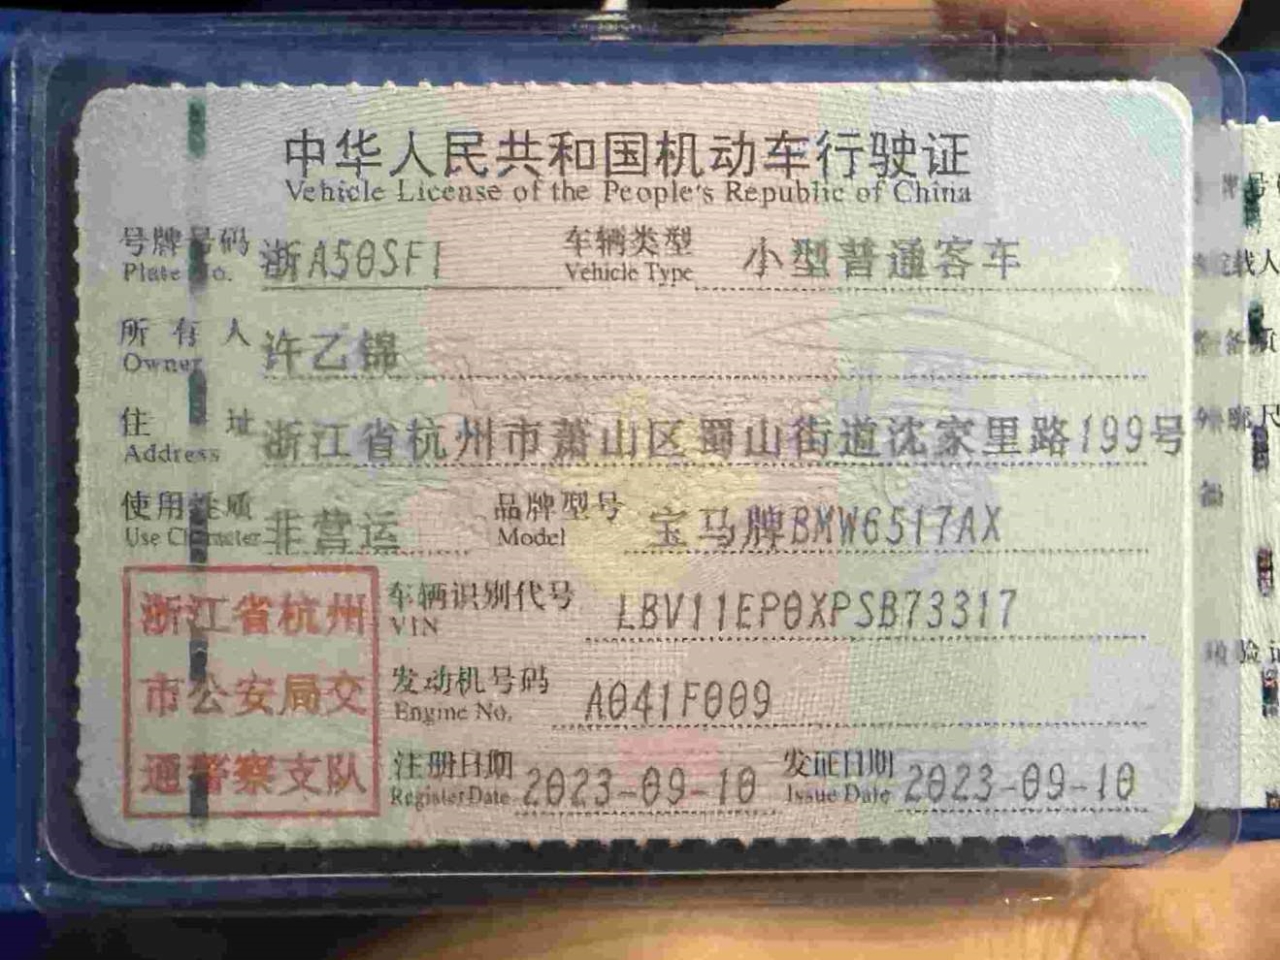 中华人民共和国机动车行驶证
Vehicle License of the People's Republic of China
号牌号码 浙A50SF1 车辆类型 小型普通客车
Plate No. Vehicle Type
所有人 许乙锦
Owner
住址 浙江省杭州市萧山区蜀山街道沈家里路199号
Address
使用性质 非营运 品牌型号 宝马牌BMW6517AX
Use Character Model
浙江省杭州 车辆识别代号 LBV11EP0XPSB73317
VIN
市公安局交 发动机号码 A041F009
Engine No.
通警察支队 注册日期 2023-09-10 发证日期 2023-09-10
Register Date Issue Date